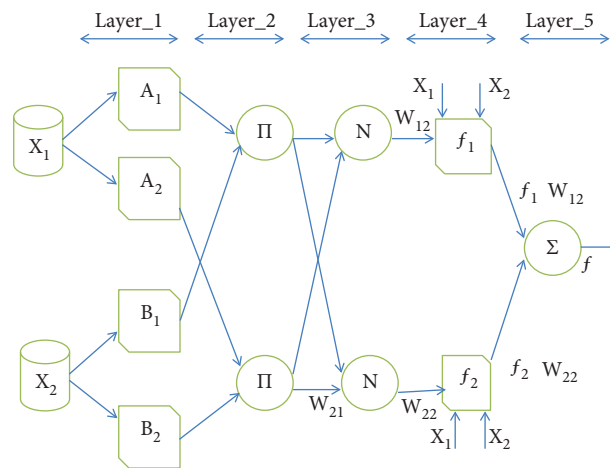 Layer_1 Layer_2 Layer_3 Layer_4 Layer_5
X₁ X₂
A₁
X₁ Π N W₁₂ f₁
A₂
f₁ W₁₂
Σ
f
B₁
X₂ Π N f₂ f₂ W₂₂
W₂₁ W₂₂
B₂
X₁ X₂